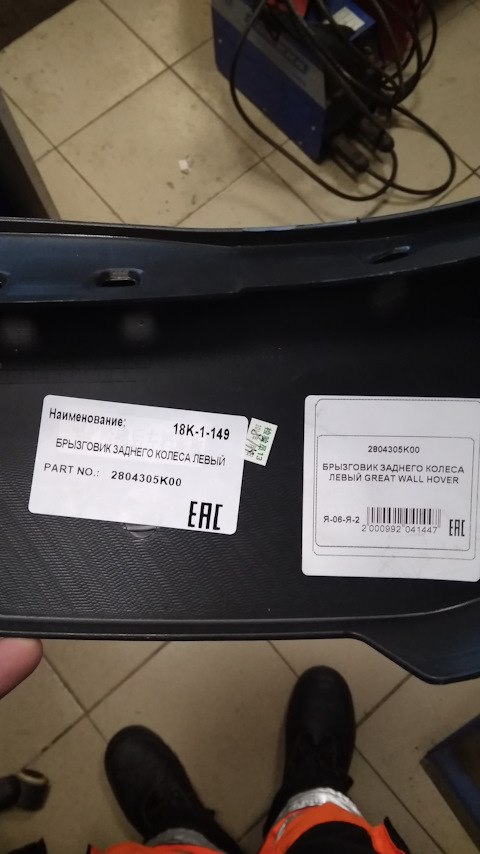 Наименование:
18K-1-149
БРЫЗГОВИК ЗАДНЕГО КОЛЕСА ЛЕВЫЙ
PART NO.: 2804305K00
EAC
2804305K00
БРЫЗГОВИК ЗАДНЕГО КОЛЕСА
ЛЕВЫЙ GREAT WALL HOVER
Я-06-Я-2
2 000992 041447
EAC